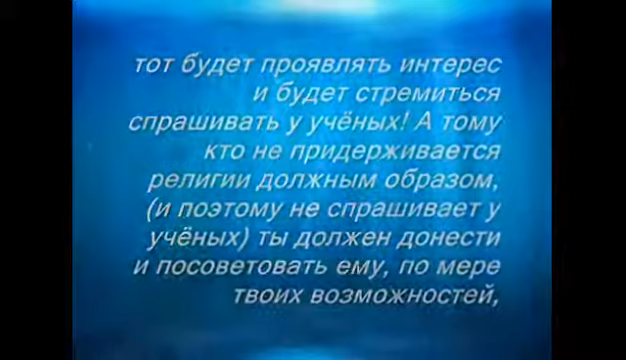 тот будет проявлять интерес
и будет стремиться
спрашивать у учёных! А тому
кто не придерживается
религии должным образом,
(и поэтому не спрашивает у
учёных) ты должен донести
и посоветовать ему, по мере
твоих возможностей,